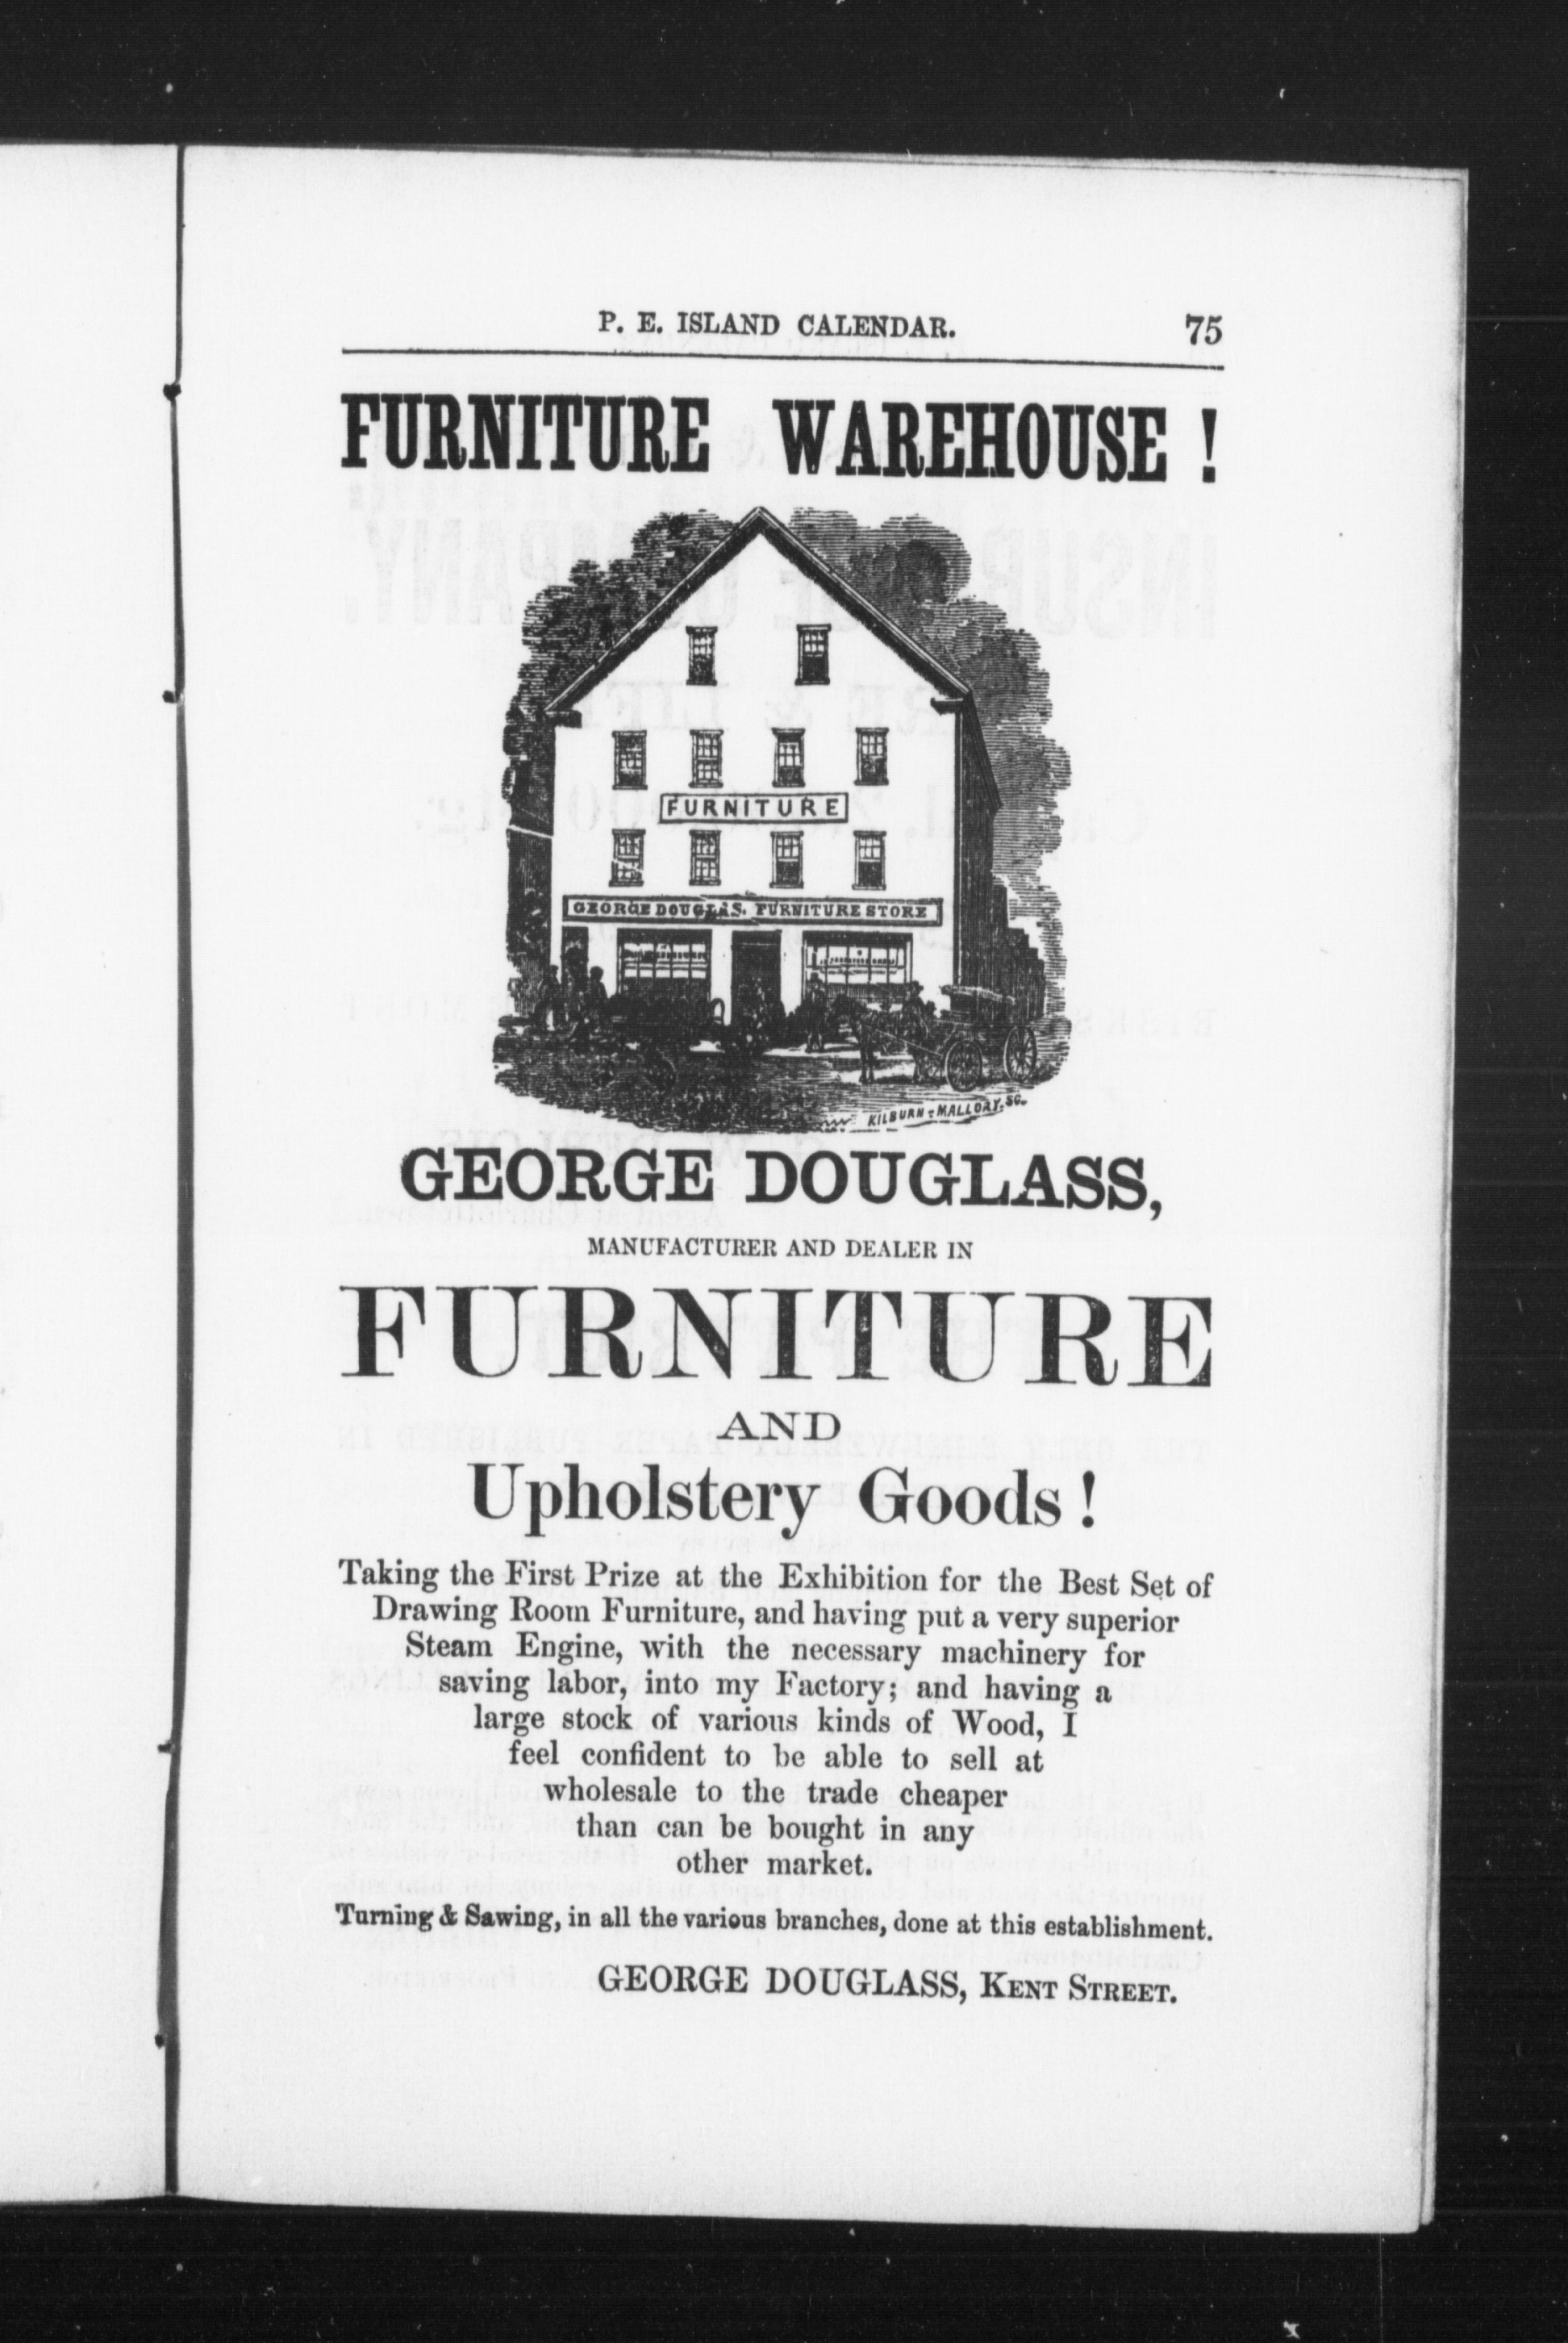 P. E. ISLAND CALENDAR. 75
FURNITURE WAREHOUSE !
FURNITURE
GEORGE DOUGLAS. FURNITURE STORE
KILBURN & MALLORY. SC.
GEORGE DOUGLASS,
MANUFACTURER AND DEALER IN
FURNITURE
AND
Upholstery Goods !
Taking the First Prize at the Exhibition for the Best Set of
Drawing Room Furniture, and having put a very superior
Steam Engine, with the necessary machinery for
saving labor, into my Factory; and having a
large stock of various kinds of Wood, I
feel confident to be able to sell at
wholesale to the trade cheaper
than can be bought in any
other market.
Turning & Sawing, in all the various branches, done at this establishment.
GEORGE DOUGLASS, KENT STREET.